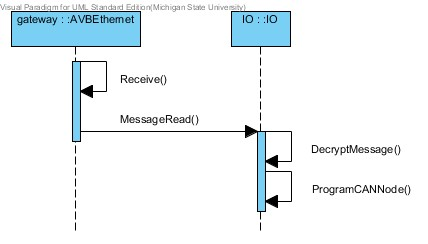 Visual Paradigm for UML Standard Edition(Michigan State University)
gateway : :AVBEthernet
IO : :IO
Receive()
MessageRead()
DecryptMessage()
ProgramCANNode()